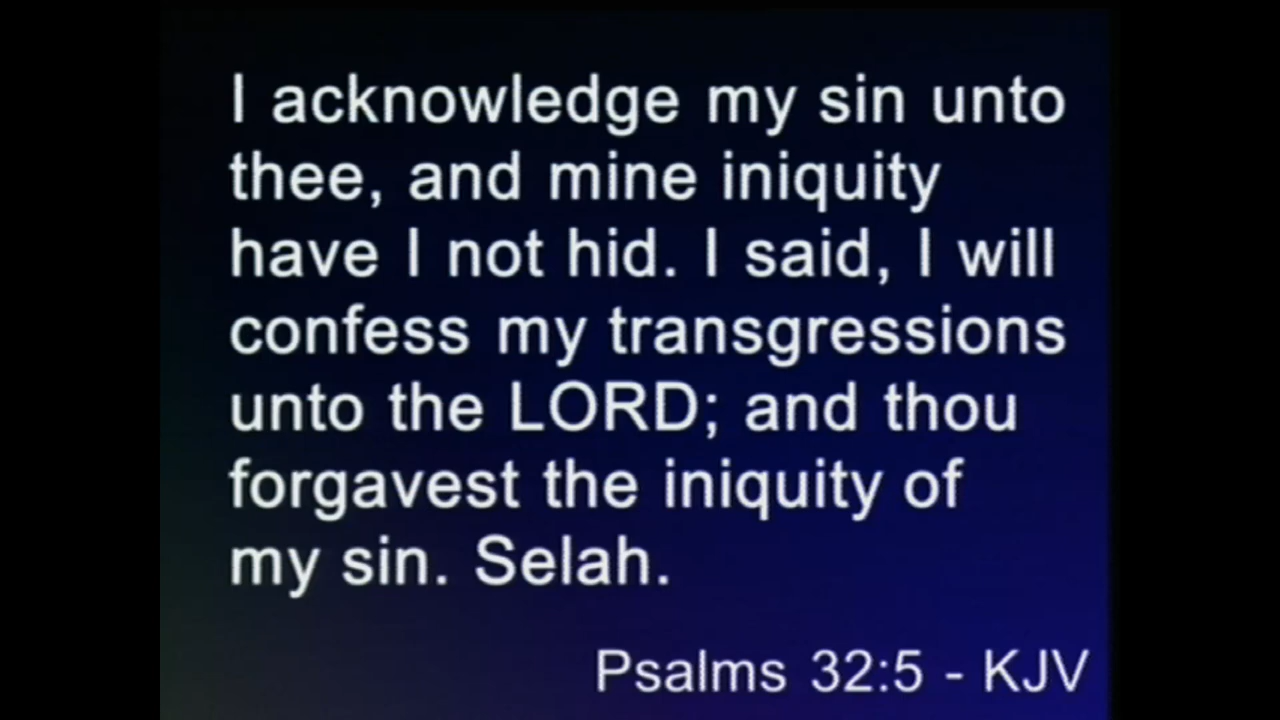 I acknowledge my sin unto
thee, and mine iniquity
have I not hid. I said, I will
confess my transgressions
unto the LORD; and thou
forgavest the iniquity of
my sin. Selah.
Psalms 32:5 - KJV